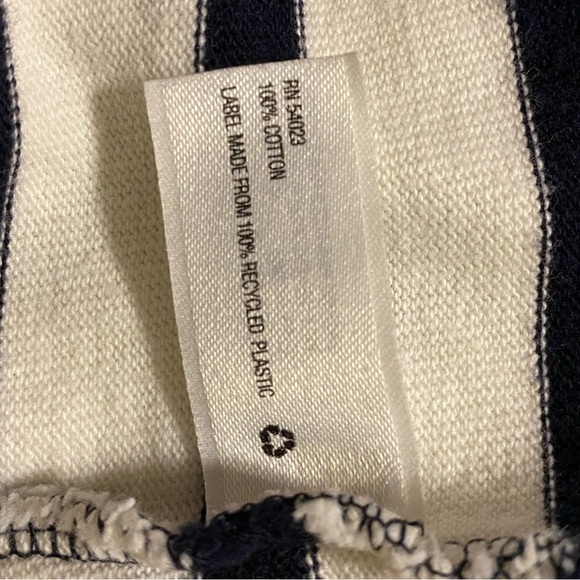 RN 54023
100% COTTON
LABEL MADE FROM 100% RECYCLED PLASTIC